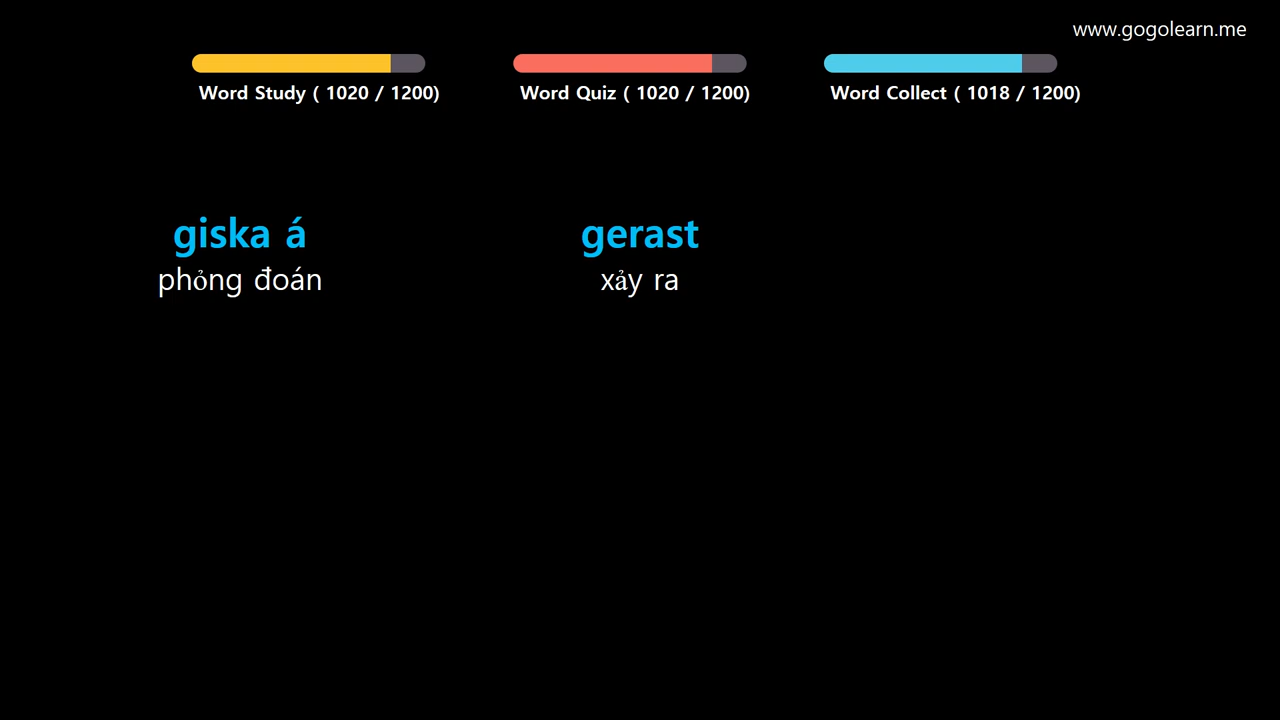 www.gogolearn.me
Word Study ( 1020 / 1200)
Word Quiz ( 1020 / 1200)
Word Collect ( 1018 / 1200)
giska á
phỏng đoán
gerast
xảy ra